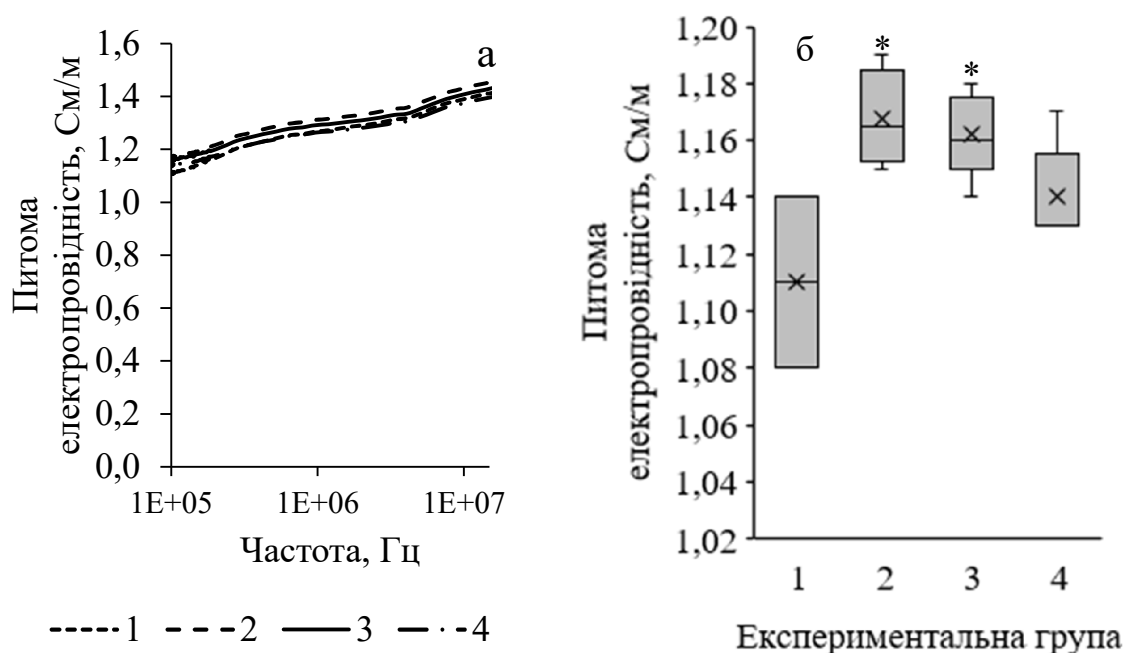 Питома
електропровідність, См/м
1,6
1,4
1,2
1,0
0,8
0,6
0,4
0,2
0,0
а
1E+05 1E+06 1E+07
Частота, Гц
1 2 3 4
Питома
електропровідність, См/м
1,20
1,18
1,16
1,14
1,12
1,10
1,08
1,06
1,04
1,02
б
* *
1 2 3 4
Експериментальна група